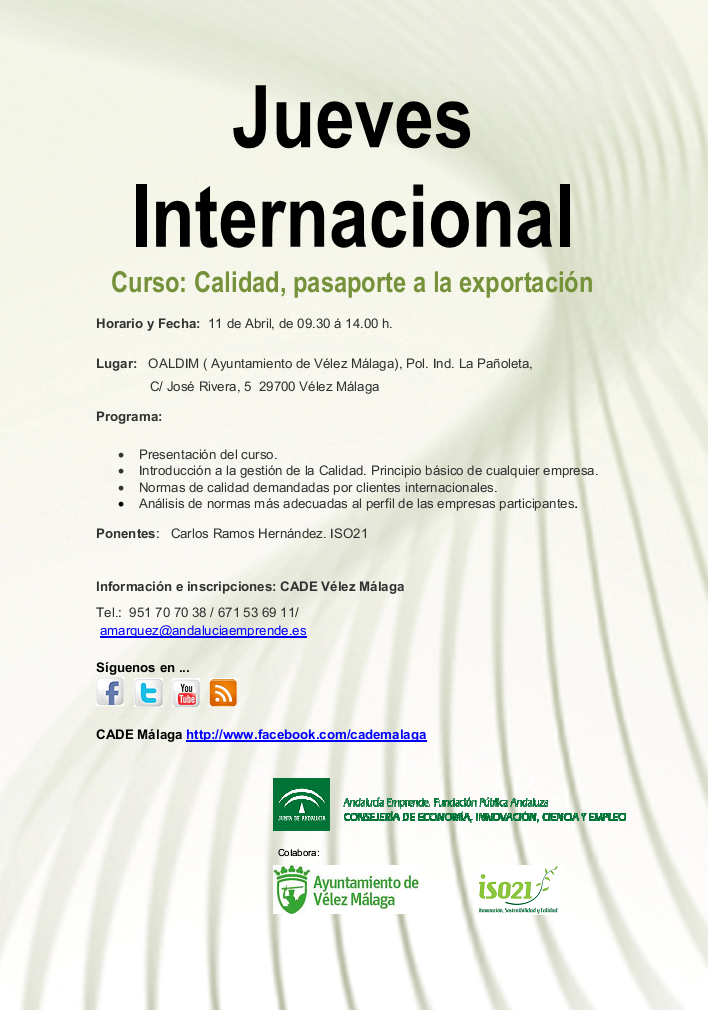 Jueves
Internacional
Curso: Calidad, pasaporte a la exportación
Horario y Fecha: 11 de Abril, de 09.30 á 14.00 h.
Lugar: OALDIM ( Ayuntamiento de Vélez Málaga), Pol. Ind. La Pañoleta,
C/ José Rivera, 5 29700 Vélez Málaga
Programa:
• Presentación del curso.
• Introducción a la gestión de la Calidad. Principio básico de cualquier empresa.
• Normas de calidad demandadas por clientes internacionales.
• Análisis de normas más adecuadas al perfil de las empresas participantes.
Ponentes: Carlos Ramos Hernández. ISO21
Información e inscripciones: CADE Vélez Málaga
Tel.: 951 70 70 38 / 671 53 69 11/
amarquez@andaluciaemprende.es
Síguenos en ...
f t You Tube
CADE Málaga http://www.facebook.com/cademalaga
JUNTA DE ANDALUCIA
Andalucía Emprende. Fundación Pública Andaluza
CONSEJERÍA DE ECONOMÍA, INNOVACIÓN, CIENCIA Y EMPLEO
Colabora:
Ayuntamiento de
Vélez Málaga
iso21
Innovación, Sostenibilidad y Calidad